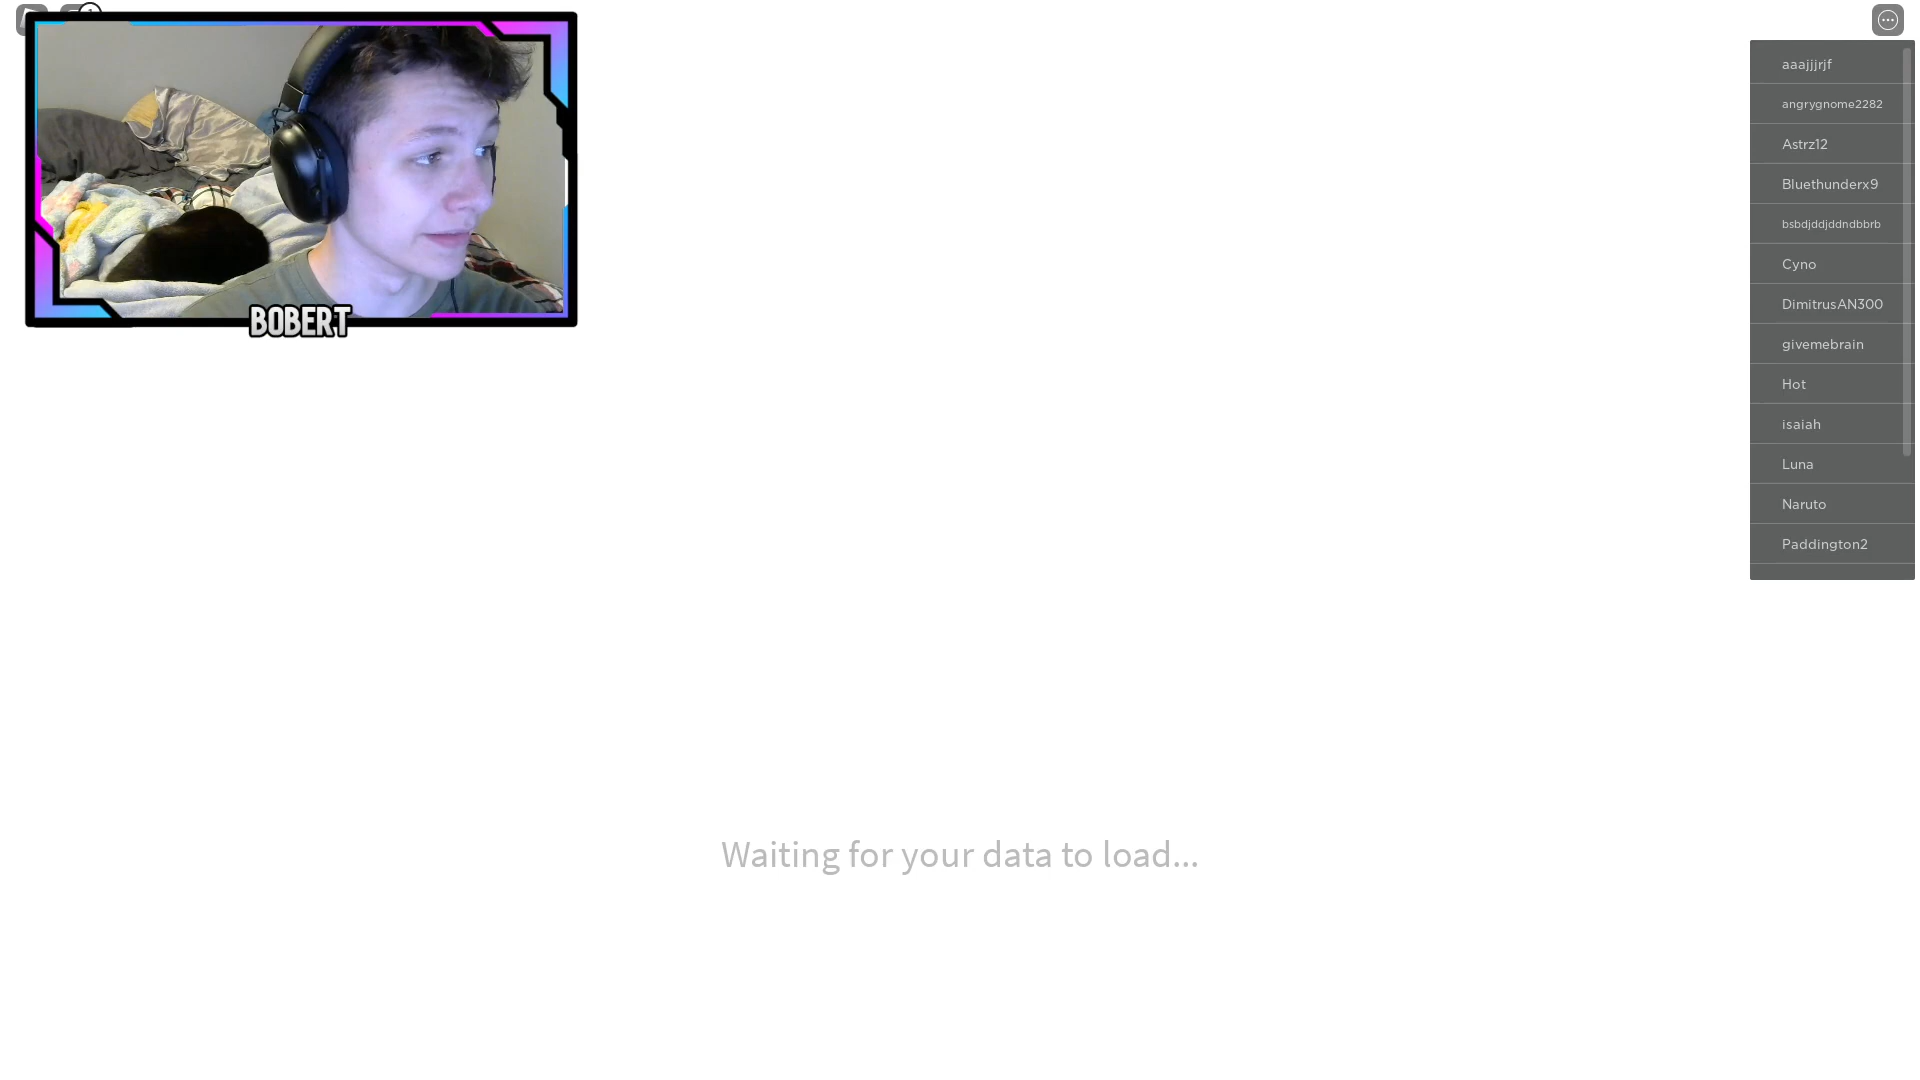 BOBERT
aaajjjrjf
angrygnome2282
Astrz12
Bluethunderx9
bsbdjddjddndbbrb
Cyno
DimitrusAN300
givemebrain
Hot
isaiah
Luna
Naruto
Paddington2
Waiting for your data to load...